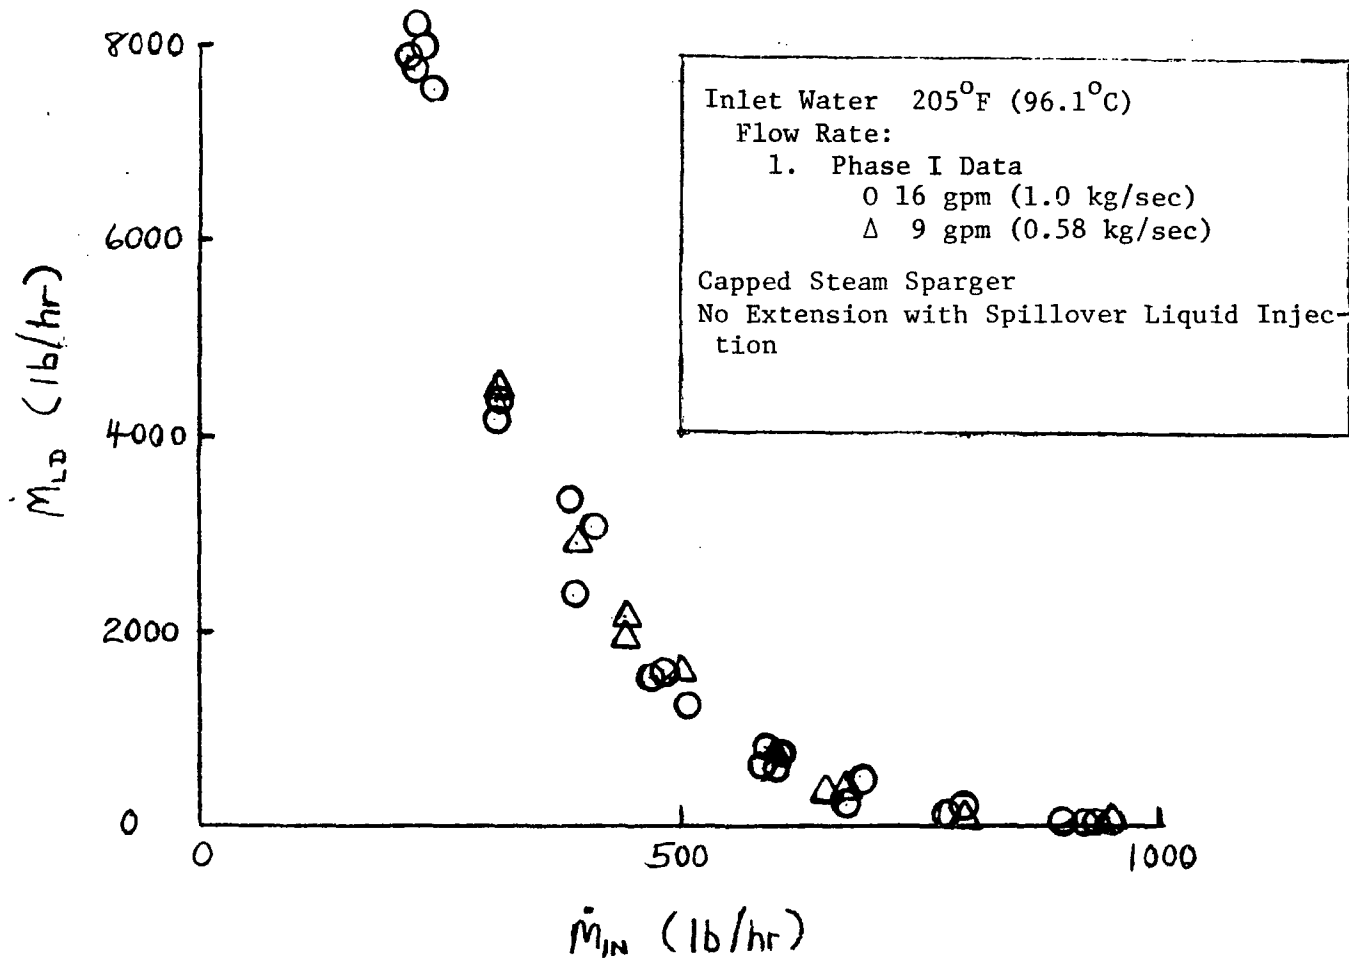 8000
6000
4000
2000
0
Ṁ_LD (lb/hr)
0 500 1000
Ṁ_IN (lb/hr)
Inlet Water 205°F (96.1°C)
Flow Rate:
1. Phase I Data
O 16 gpm (1.0 kg/sec)
Δ 9 gpm (0.58 kg/sec)
Capped Steam Sparger
No Extension with Spillover Liquid Injec-
tion